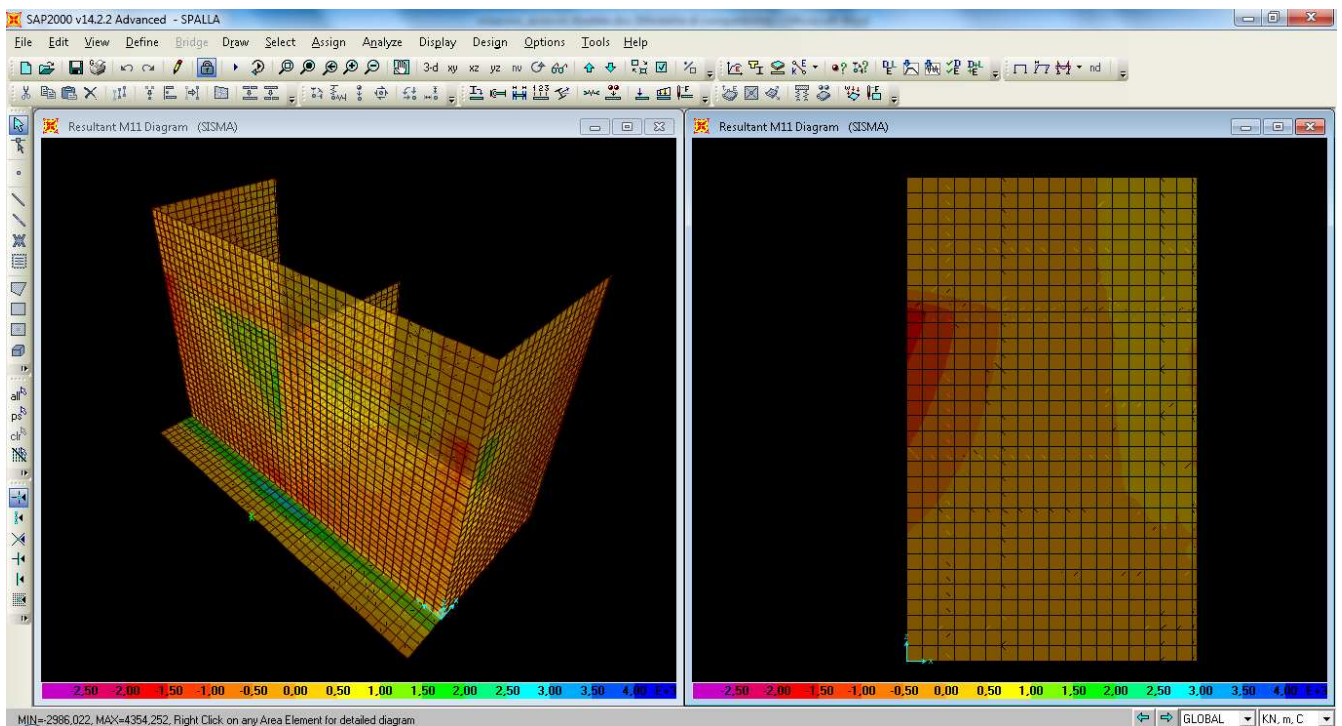 SAP2000 v14.2.2 Advanced - SPALLA
File Edit View Define Bridge Draw Select Assign Analyze Display Design Options Tools Help
3-d xy xz yz nv nd
Resultant M11 Diagram (SISMA)
Resultant M11 Diagram (SISMA)
all
ps
clr
-2,50 -2,00 -1,50 -1,00 -0,50 0,00 0,50 1,00 1,50 2,00 2,50 3,00 3,50 4,00
-2,50 -2,00 -1,50 -1,00 -0,50 0,00 0,50 1,00 1,50 2,00 2,50 3,00 3,50
MIN=-2986,022, MAX=4354,252, Right Click on any Area Element for detailed diagram
GLOBAL KN, m, C